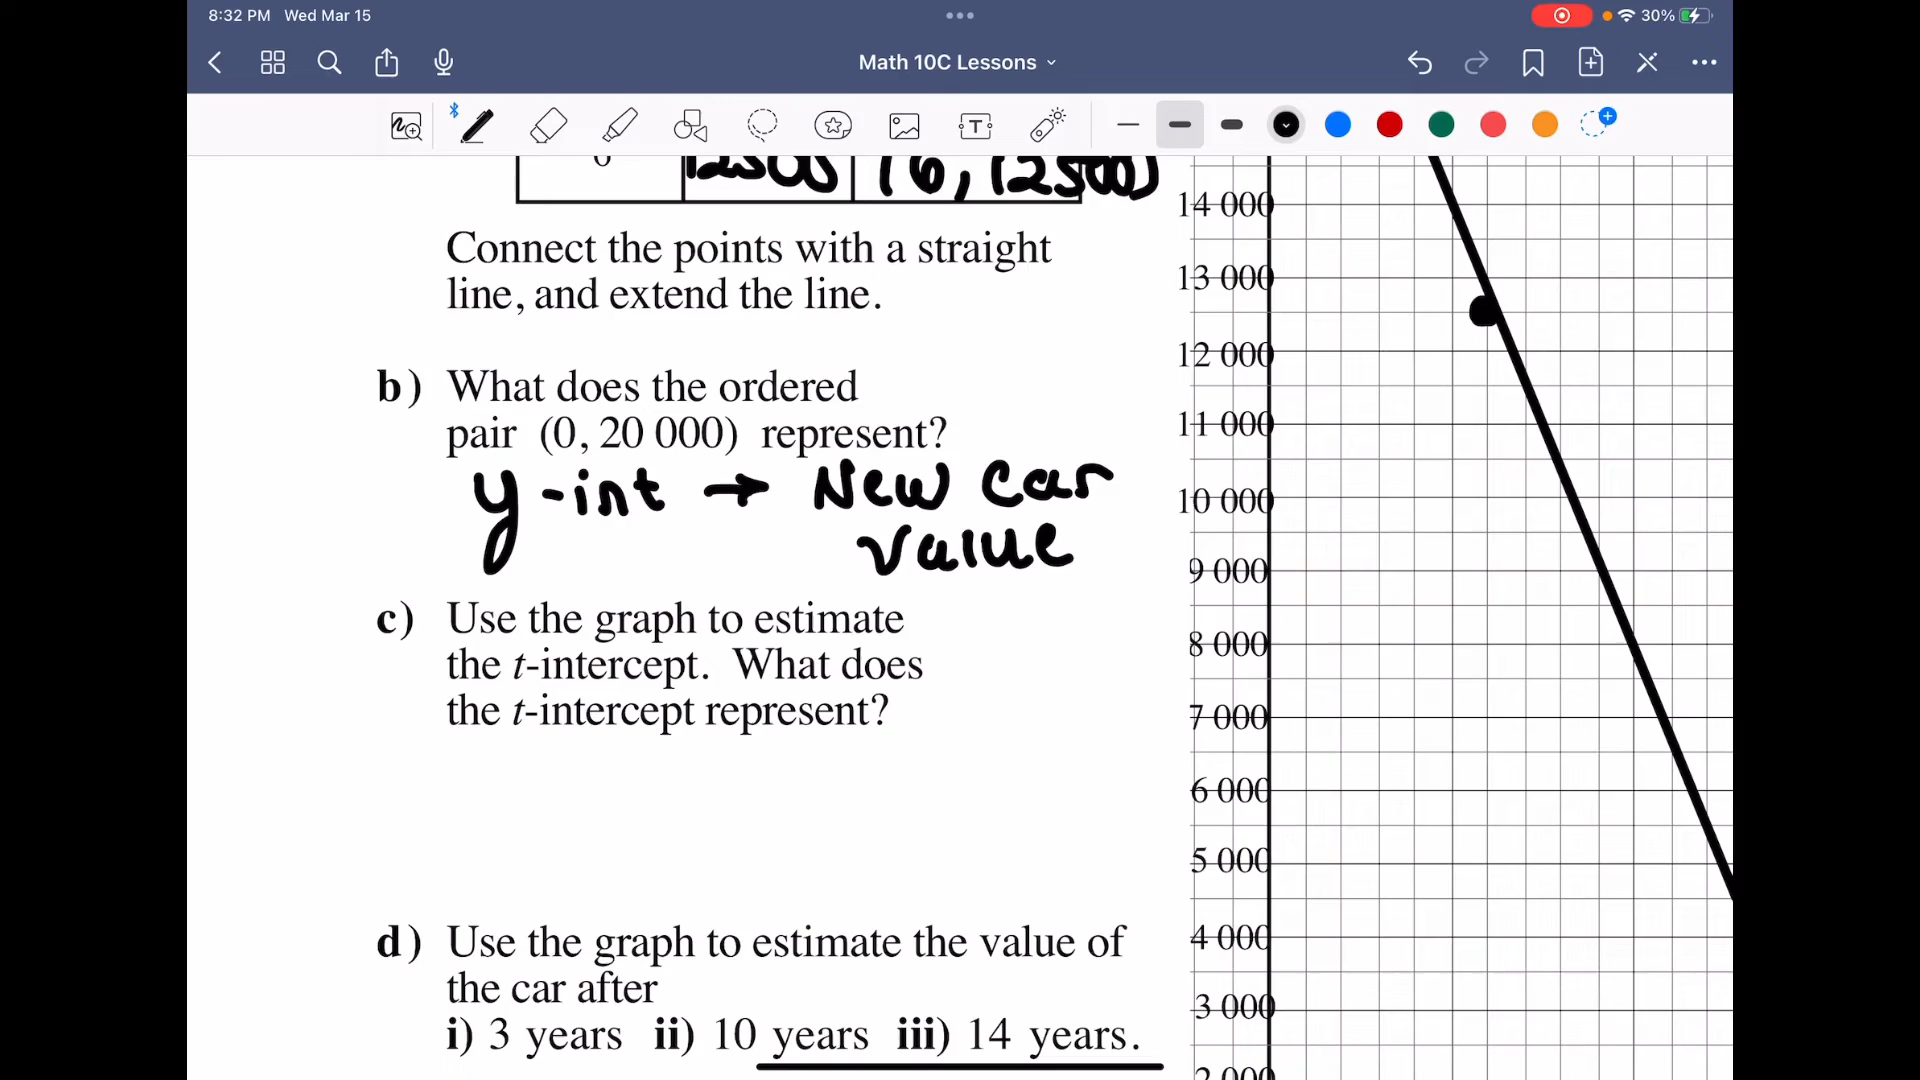 8:32 PM Wed Mar 15
30%
Math 10C Lessons
12500 (6, 12500)
Connect the points with a straight
line, and extend the line.
b) What does the ordered
pair (0, 20 000) represent?
y-int → New car
value
c) Use the graph to estimate
the t-intercept. What does
the t-intercept represent?
d) Use the graph to estimate the value of
the car after
i) 3 years ii) 10 years iii) 14 years.
14 000
13 000
12 000
11 000
10 000
9 000
8 000
7 000
6 000
5 000
4 000
3 000
2 000